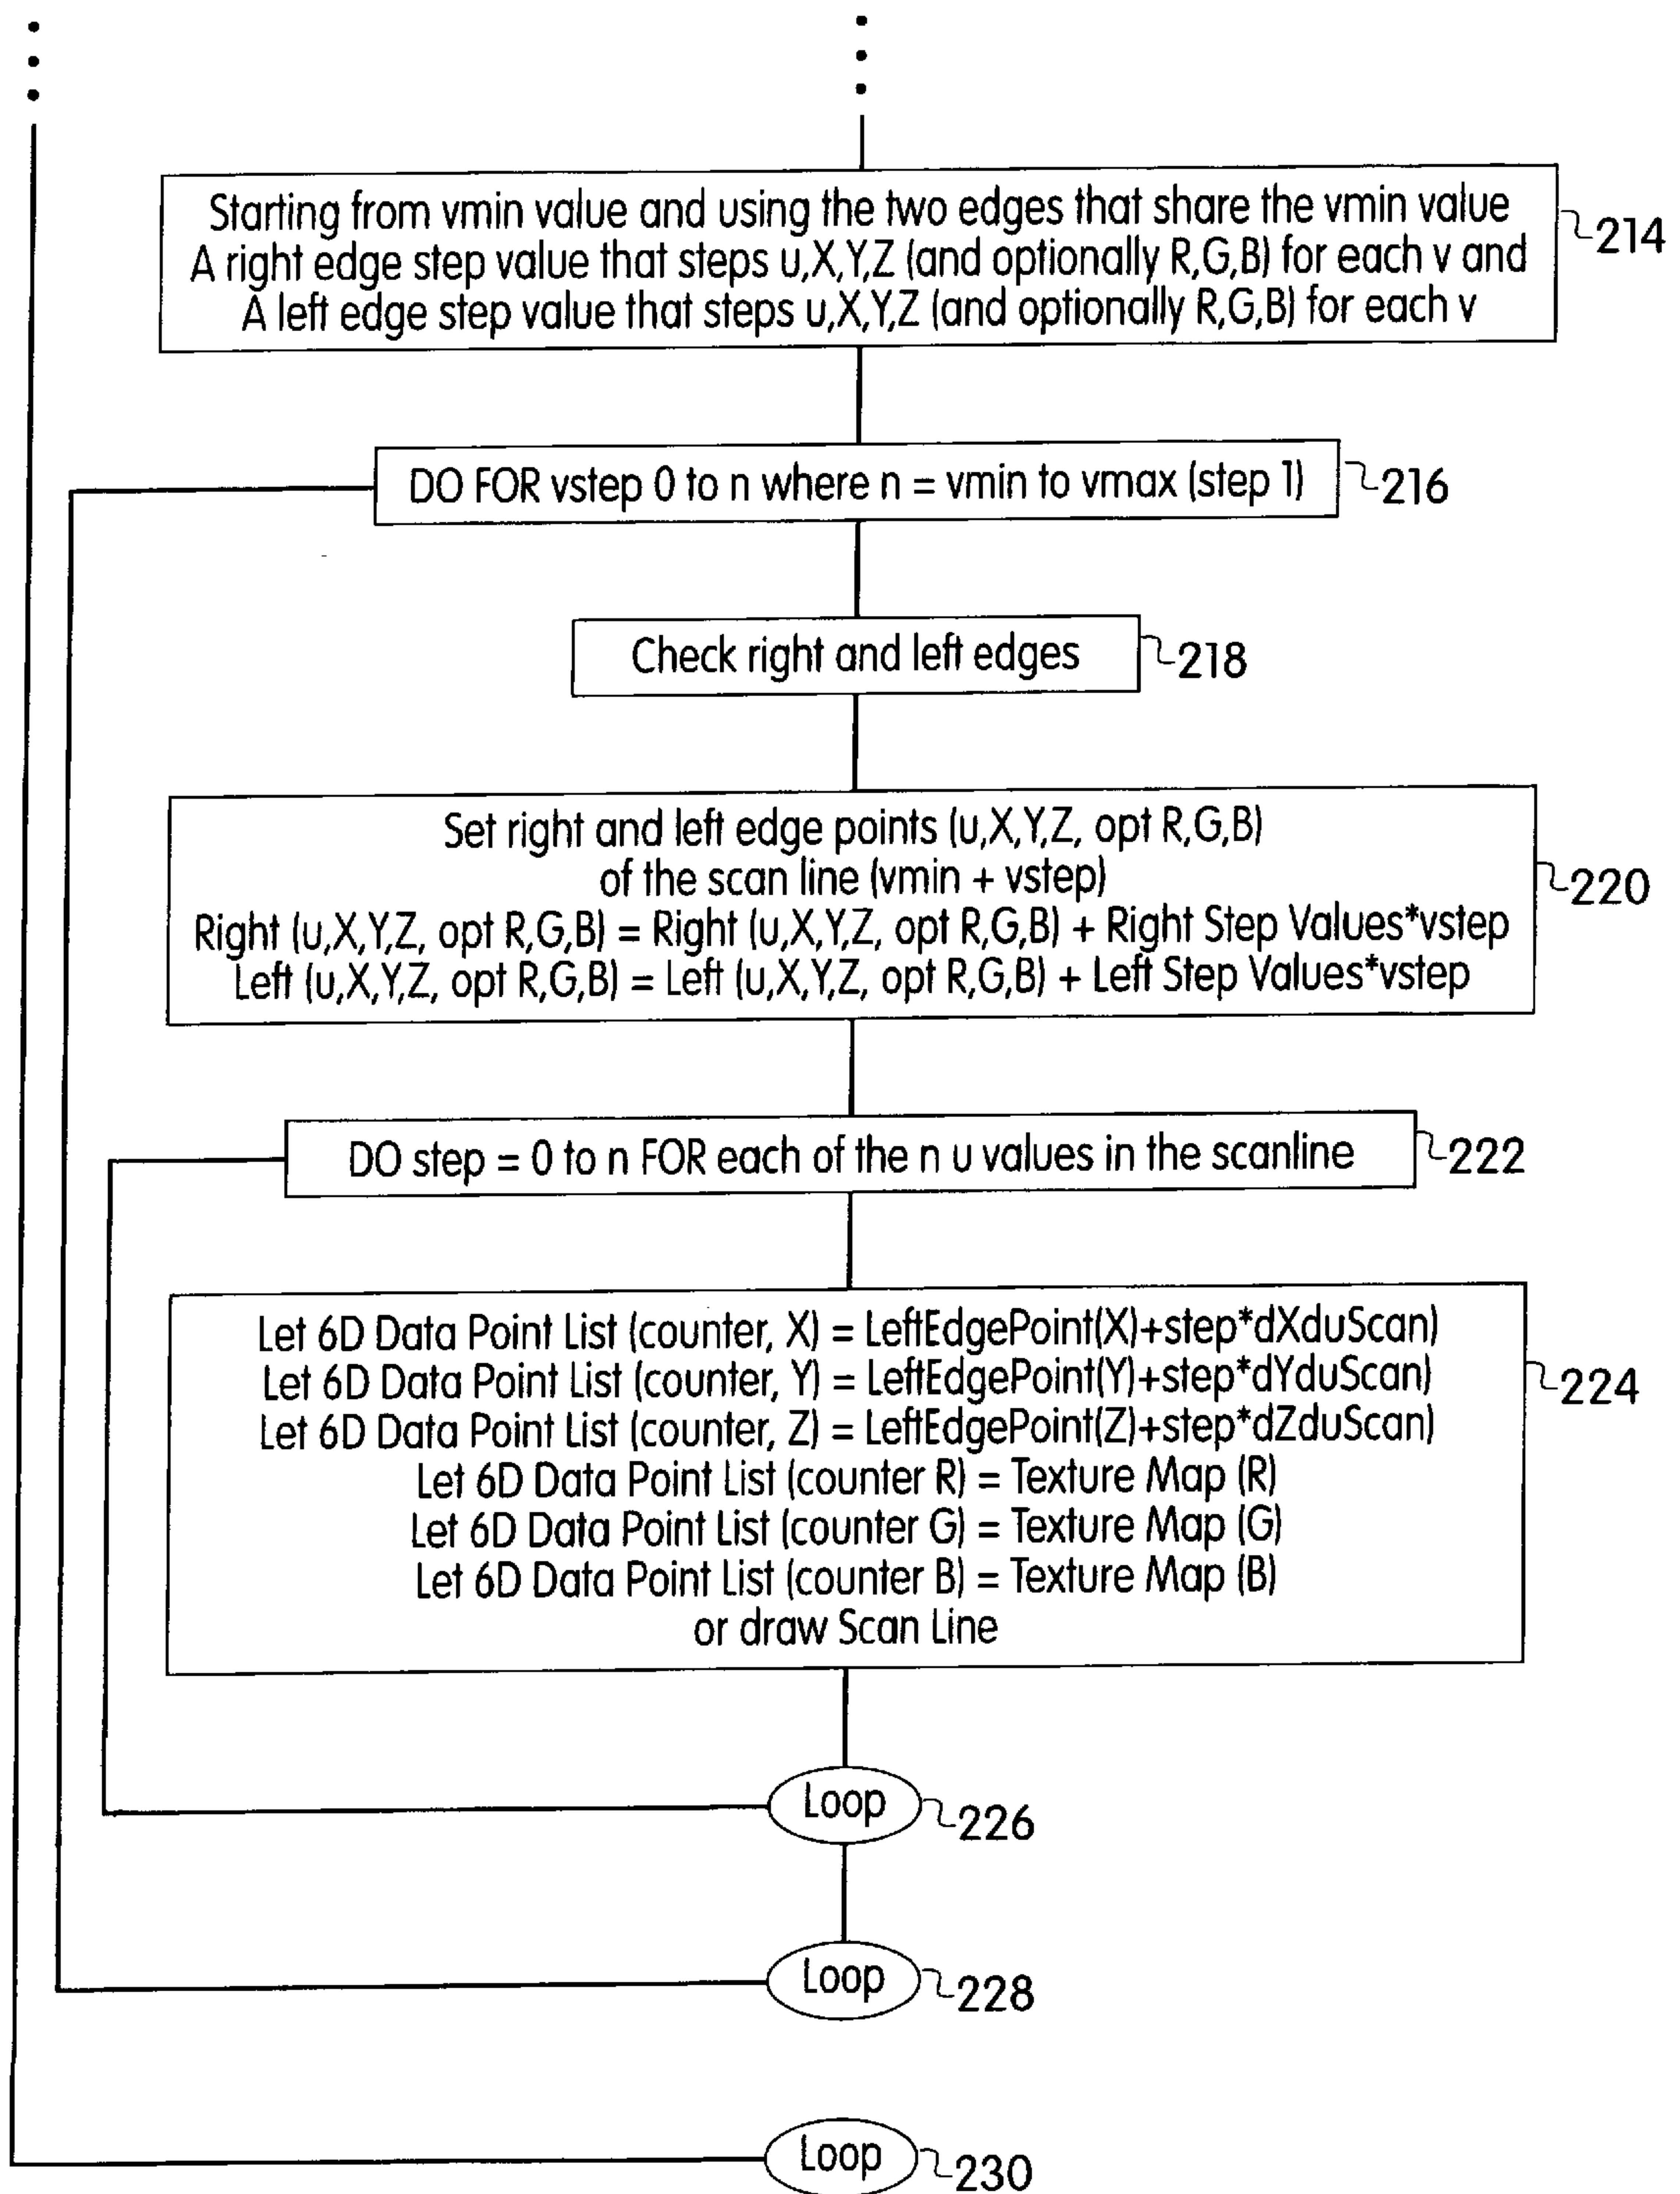 Starting from vmin value and using the two edges that share the vmin value
A right edge step value that steps u,X,Y,Z (and optionally R,G,B) for each v and
A left edge step value that steps u,X,Y,Z (and optionally R,G,B) for each v
214
DO FOR vstep 0 to n where n = vmin to vmax (step 1)
216
Check right and left edges
218
Set right and left edge points (u,X,Y,Z, opt R,G,B)
of the scan line (vmin + vstep)
Right (u,X,Y,Z, opt R,G,B) = Right (u,X,Y,Z, opt R,G,B) + Right Step Values*vstep
Left (u,X,Y,Z, opt R,G,B) = Left (u,X,Y,Z, opt R,G,B) + Left Step Values*vstep
220
DO step = 0 to n FOR each of the n u values in the scanline
222
Let 6D Data Point List (counter, X) = LeftEdgePoint(X)+step*dXduScan)
Let 6D Data Point List (counter, Y) = LeftEdgePoint(Y)+step*dYduScan)
Let 6D Data Point List (counter, Z) = LeftEdgePoint(Z)+step*dZduScan)
Let 6D Data Point List (counter R) = Texture Map (R)
Let 6D Data Point List (counter G) = Texture Map (G)
Let 6D Data Point List (counter B) = Texture Map (B)
or draw Scan Line
224
Loop
226
Loop
228
Loop
230